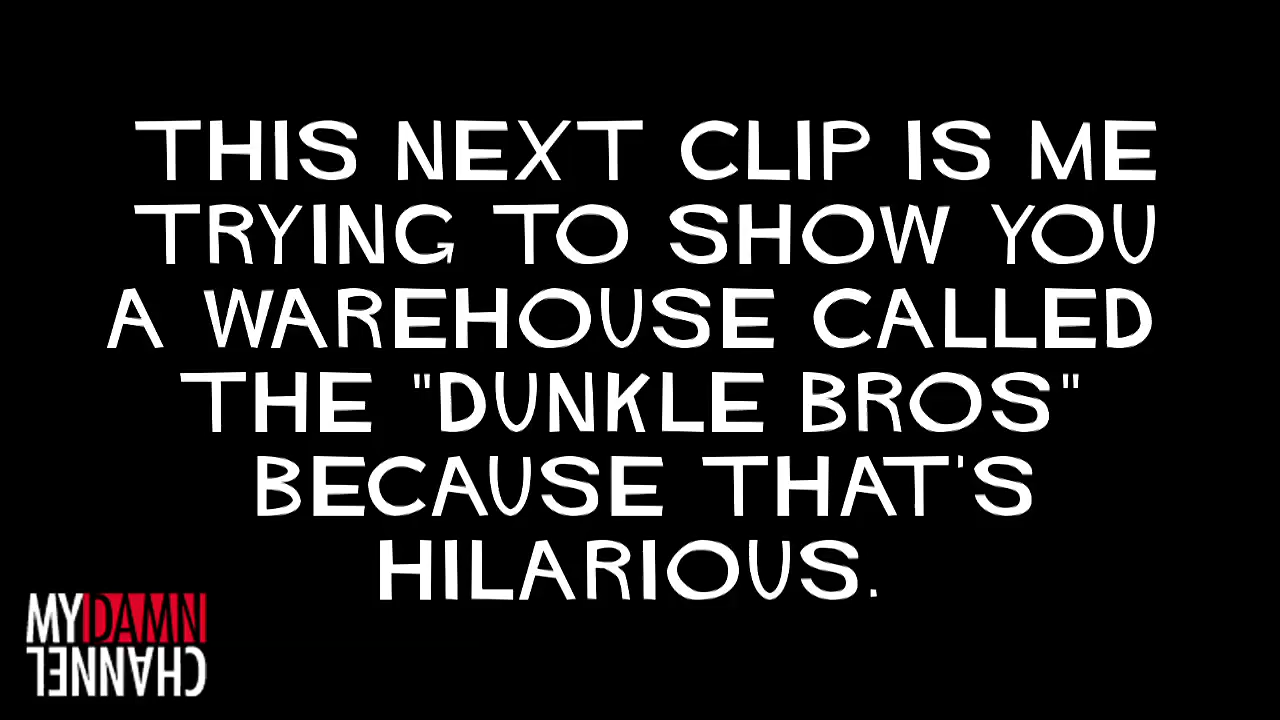 THIS NEXT CLIP IS ME
TRYING TO SHOW YOU
A WAREHOUSE CALLED
THE "DUNKLE BROS"
BECAUSE THAT'S
HILARIOUS.
MYDAMN
CHANNEL